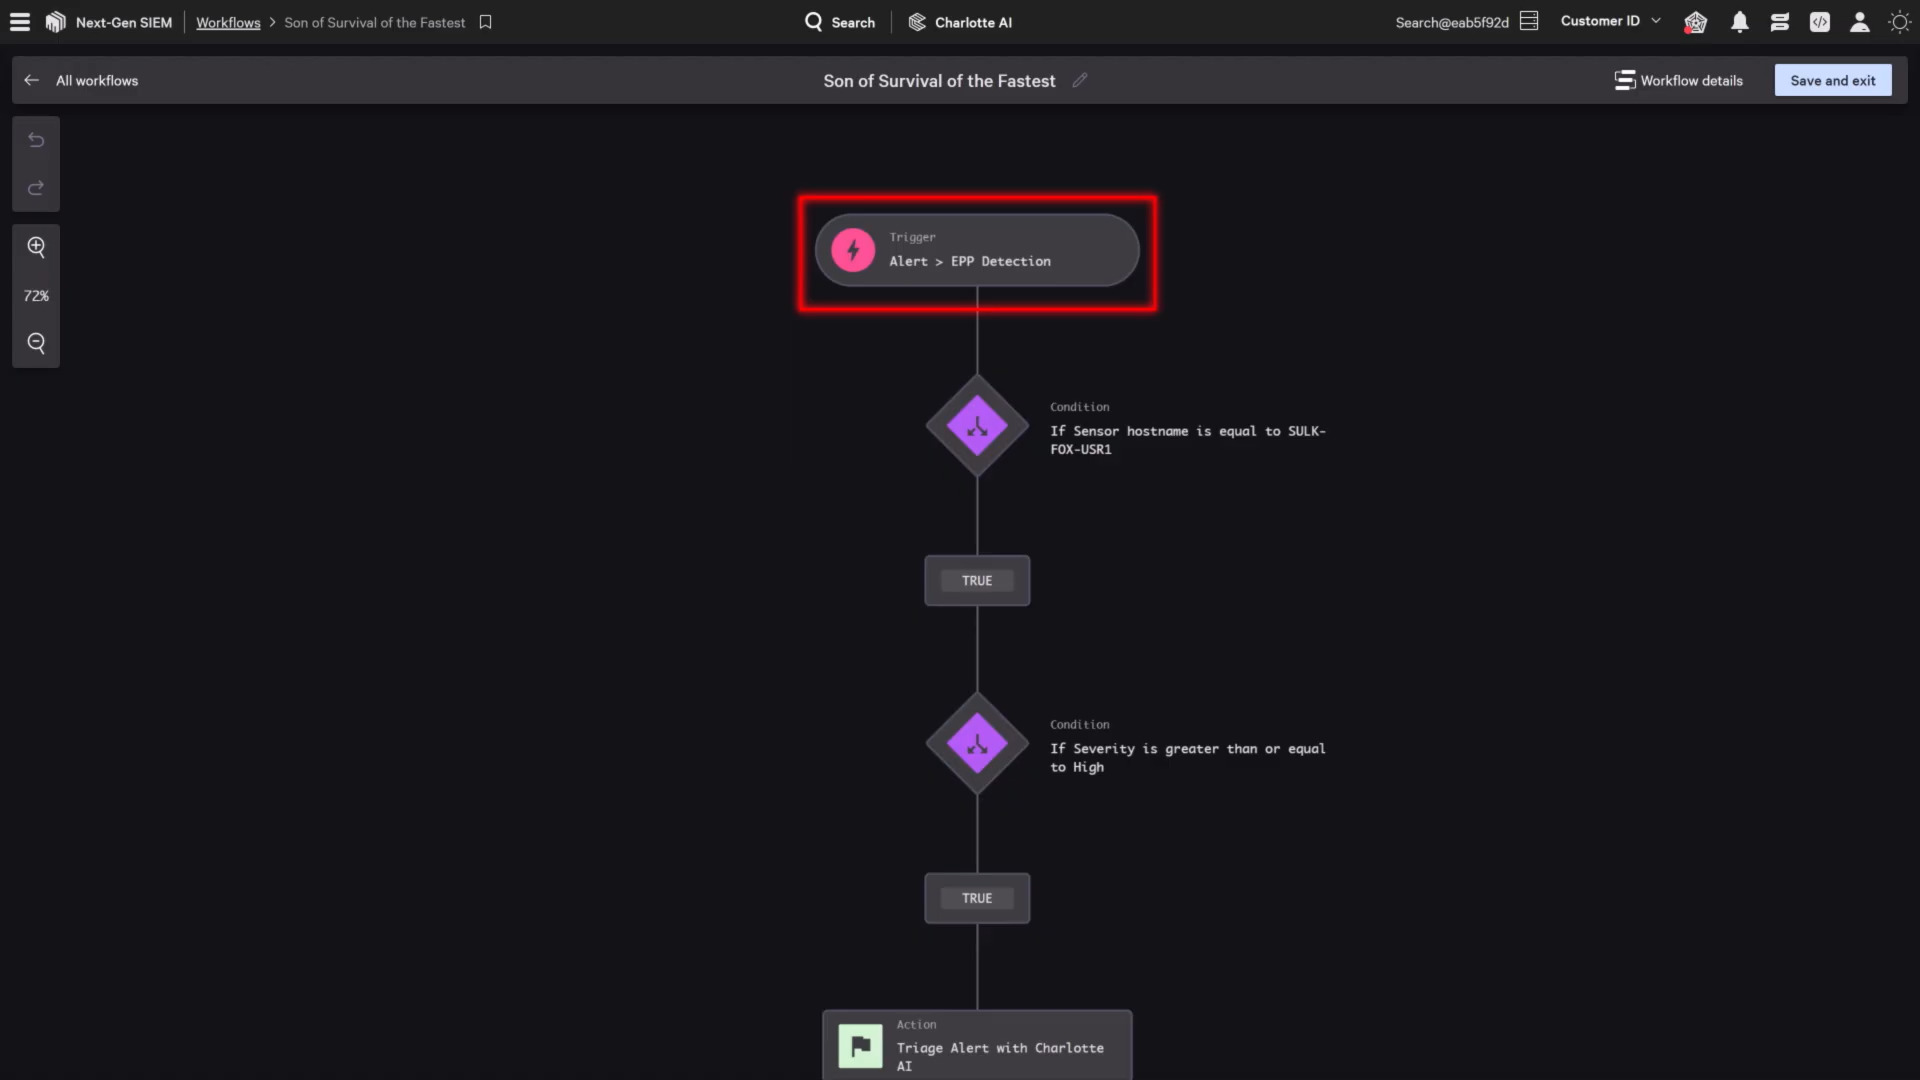 Next-Gen SIEM
Workflows > Son of Survival of the Fastest
Search
Charlotte AI
Search@eab5f92d
Customer ID
All workflows
Son of Survival of the Fastest
Workflow details
Save and exit
72%
Trigger
Alert > EPP Detection
Condition
If Sensor hostname is equal to SULK-
FOX-USR1
TRUE
Condition
If Severity is greater than or equal
to High
TRUE
Action
Triage Alert with Charlotte
AI